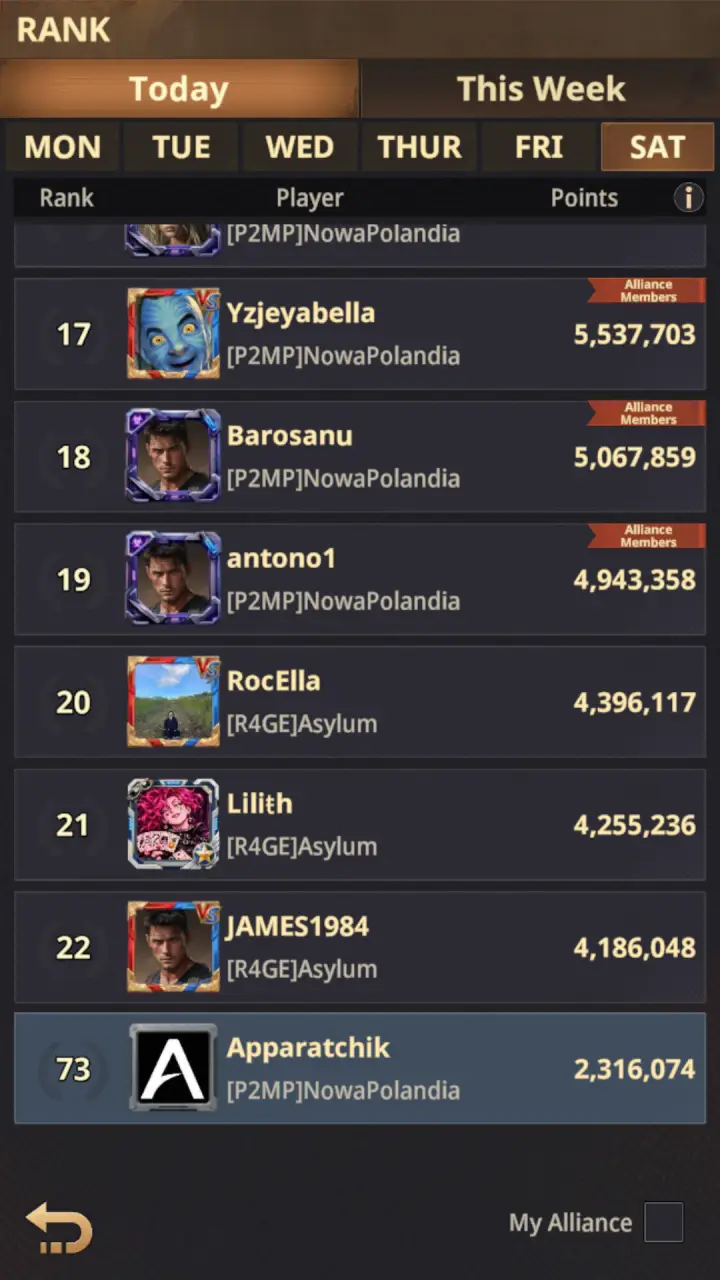 RANK
Today
This Week
MON TUE WED THUR FRI SAT
Rank Player Points i
[P2MP]NowaPolandia
Alliance
Members
17 Yzjeyabella 5,537,703
[P2MP]NowaPolandia
Alliance
Members
18 Barosanu 5,067,859
[P2MP]NowaPolandia
Alliance
Members
19 antono1 4,943,358
[P2MP]NowaPolandia
20 RocElla 4,396,117
[R4GE]Asylum
21 Lilith 4,255,236
[R4GE]Asylum
22 JAMES1984 4,186,048
[R4GE]Asylum
73 Apparatchik 2,316,074
[P2MP]NowaPolandia
My Alliance